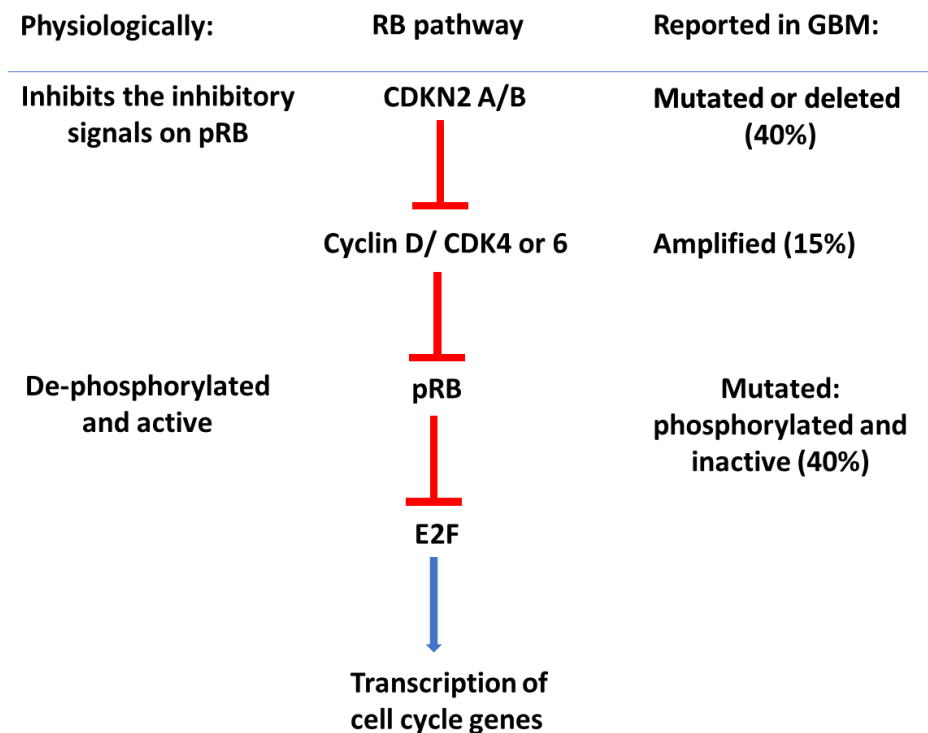 Physiologically: RB pathway Reported in GBM:
Inhibits the inhibitory CDKN2 A/B Mutated or deleted
signals on pRB (40%)
Cyclin D/ CDK4 or 6 Amplified (15%)
De-phosphorylated pRB Mutated:
and active phosphorylated and
inactive (40%)
E2F
Transcription of
cell cycle genes